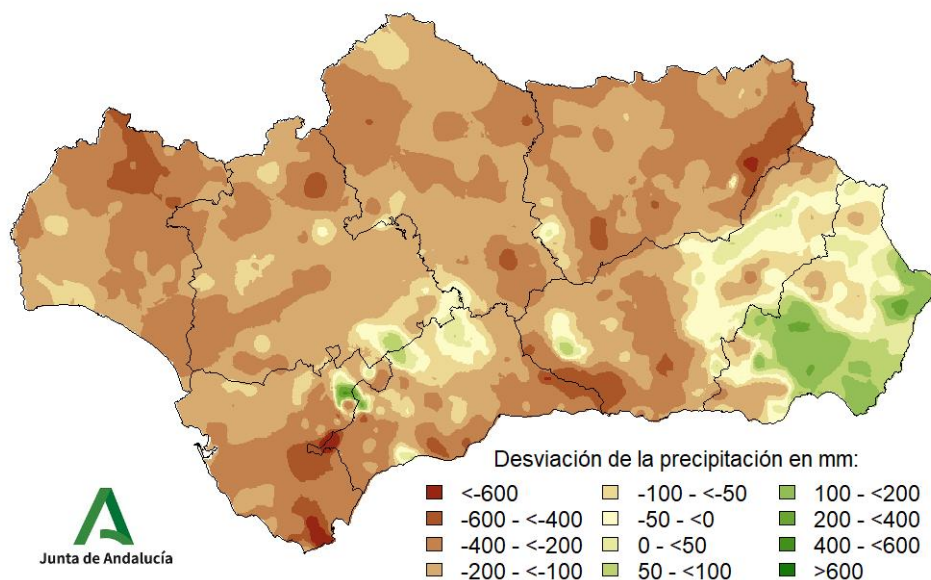 Desviación de la precipitación en mm:
<-600
-600 - <-400
-400 - <-200
-200 - <-100
-100 - <-50
-50 - <0
0 - <50
50 - <100
100 - <200
200 - <400
400 - <600
>600
Junta de Andalucía